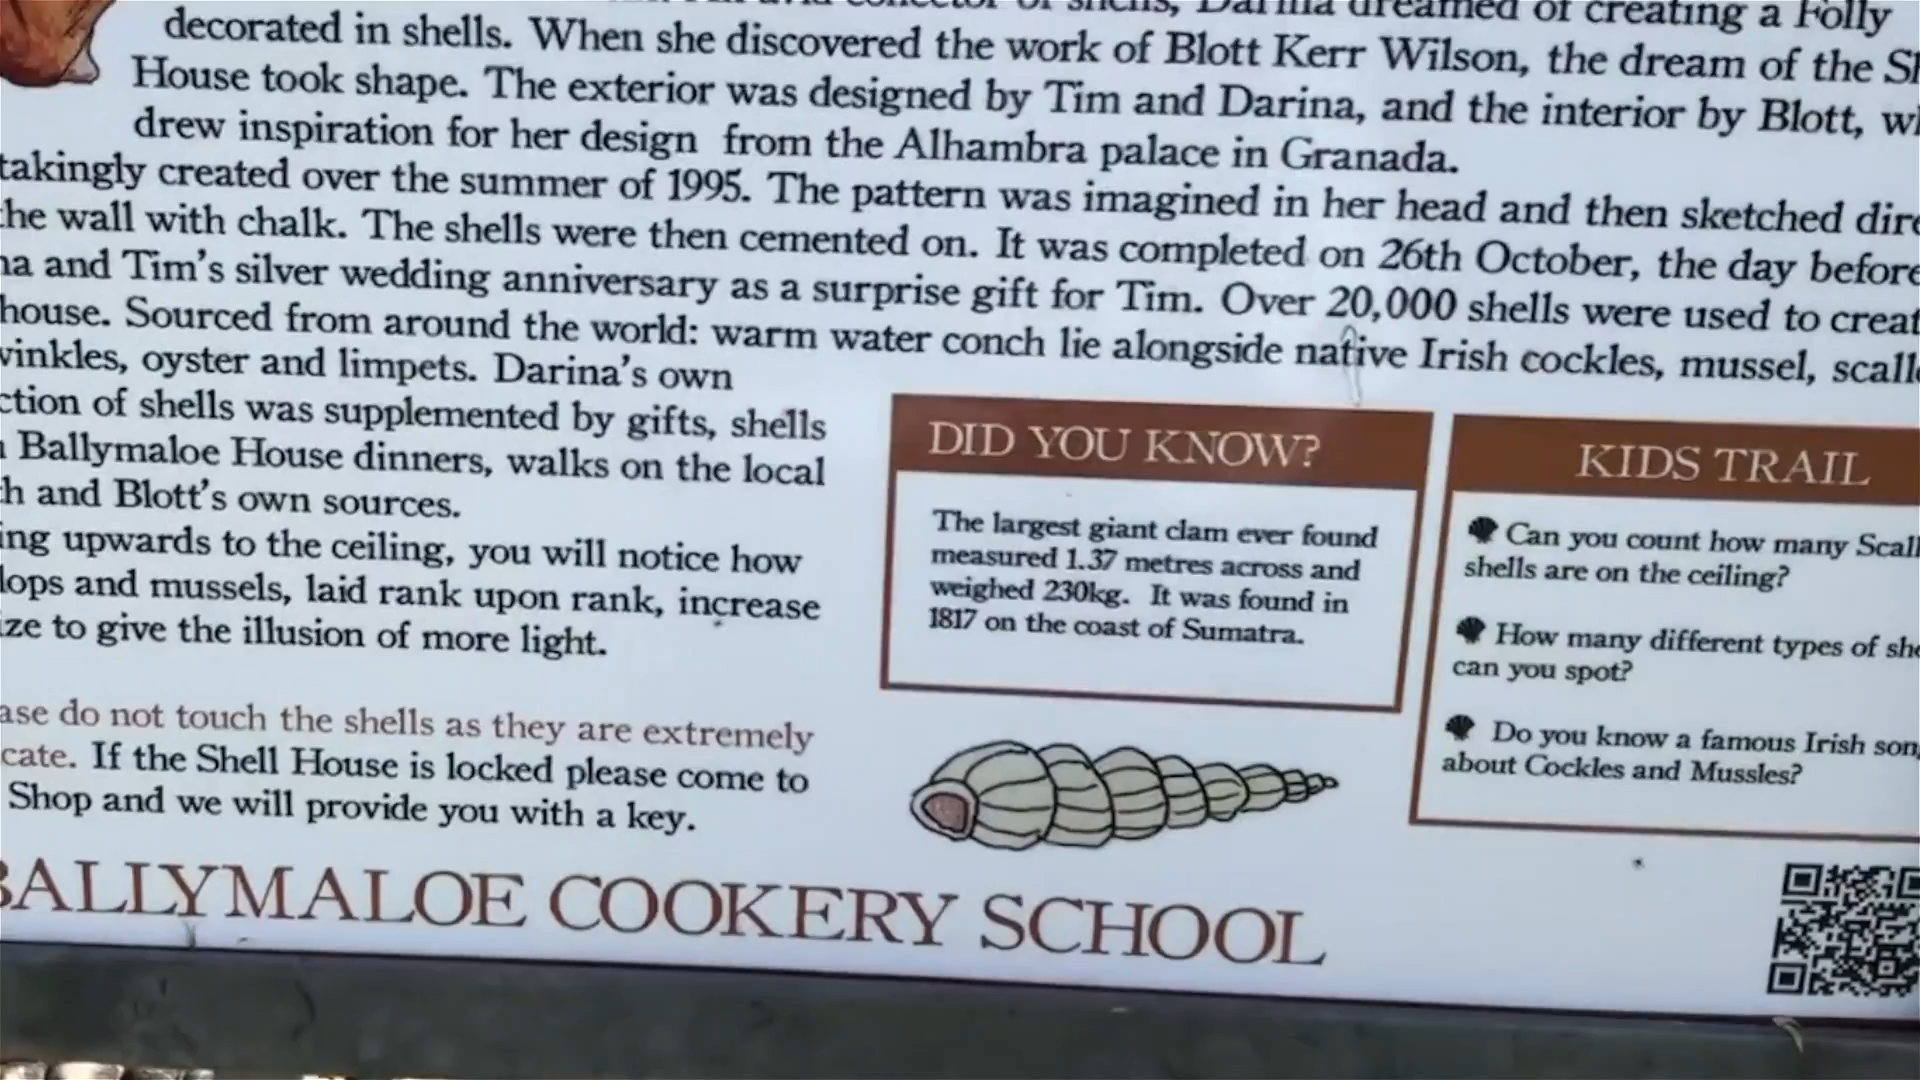 of shells, Darina dreamed of creating a Folly
decorated in shells. When she discovered the work of Blott Kerr Wilson, the dream of the
House took shape. The exterior was designed by Tim and Darina, and the interior by Blott,
drew inspiration for her design from the Alhambra palace in Granada.
takingly created over the summer of 1995. The pattern was imagined in her head and then sketched
the wall with chalk. The shells were then cemented on. It was completed on 26th October, the day before
and Tim's silver wedding anniversary as a surprise gift for Tim. Over 20,000 shells were used to
house. Sourced from around the world: warm water conch lie alongside native Irish cockles, mussel,
winkles, oyster and limpets. Darina's own
ction of shells was supplemented by gifts, shells
Ballymaloe House dinners, walks on the local
and Blott's own sources.
ing upwards to the ceiling, you will notice how
lops and mussels, laid rank upon rank, increase
ze to give the illusion of more light.
ase do not touch the shells as they are extremely
cate. If the Shell House is locked please come to
Shop and we will provide you with a key.
DID YOU KNOW?
The largest giant clam ever found
measured 1.37 metres across and
weighed 230kg. It was found in
1817 on the coast of Sumatra.
KIDS TRAIL
Can you count how many
shells are on the ceiling?
How many different types of
can you spot?
Do you know a famous Irish
about Cockles and Mussles?
BALLYMALOE COOKERY SCHOOL